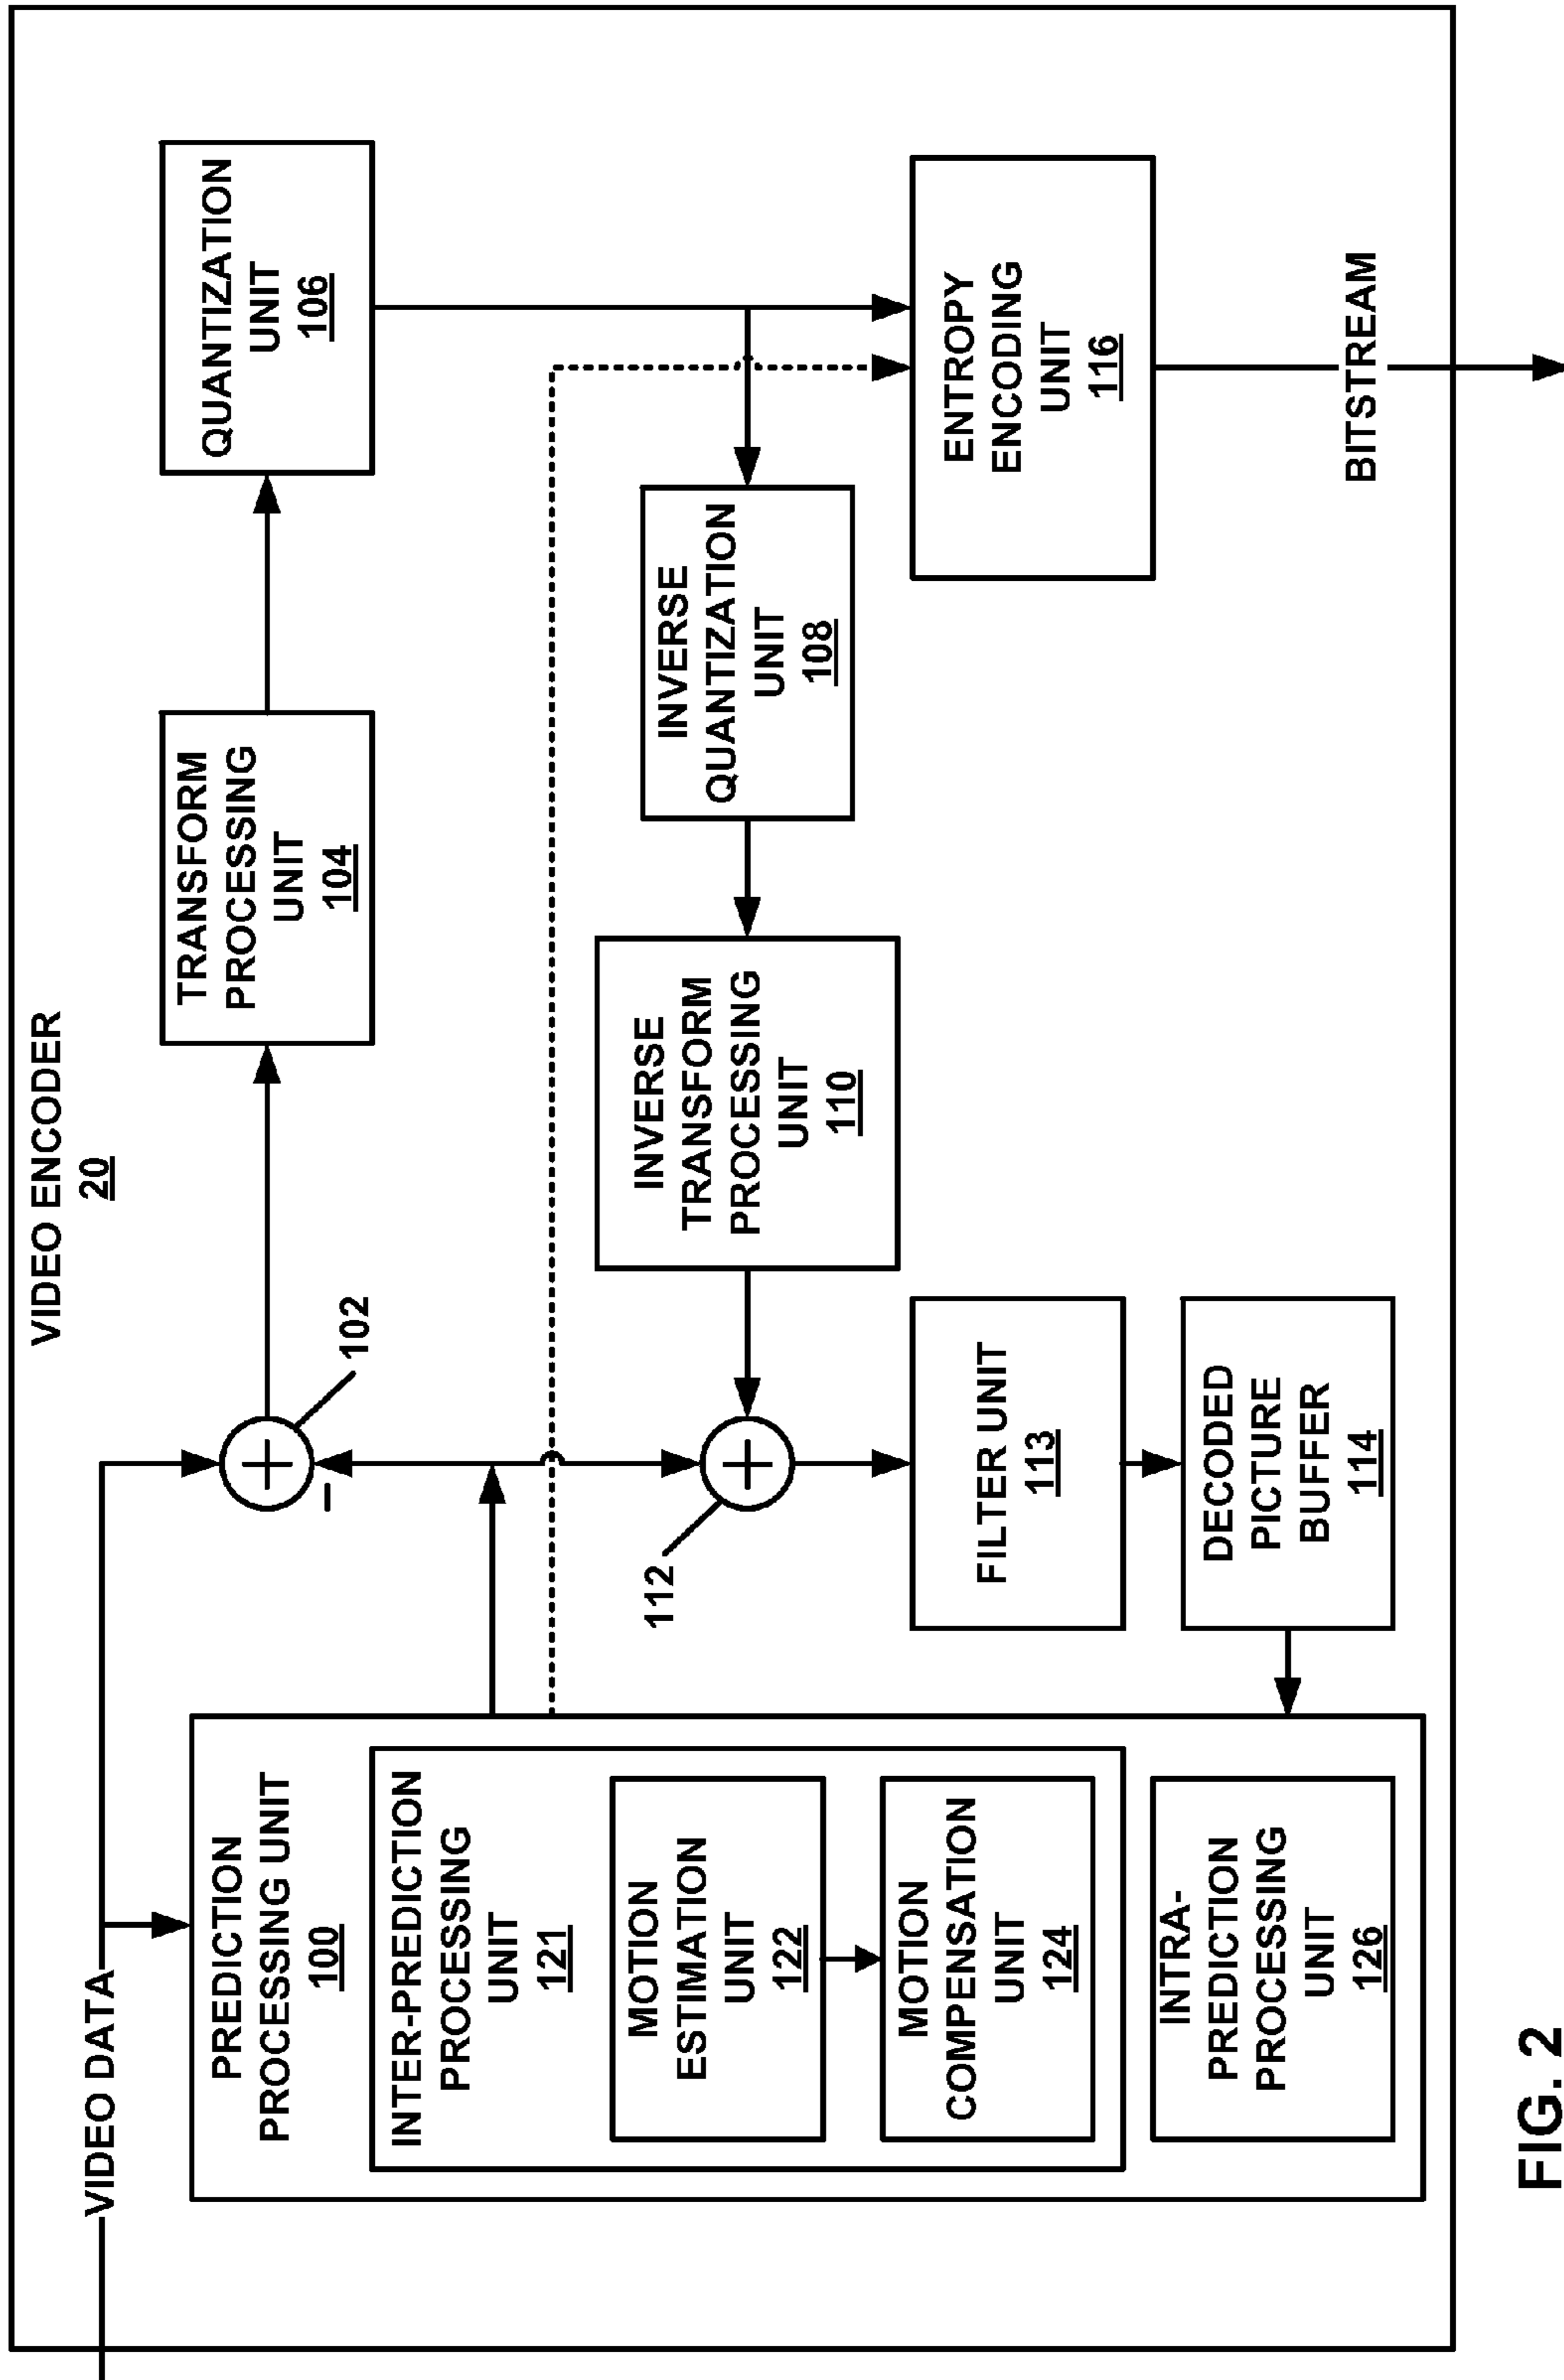 VIDEO ENCODER
20
VIDEO DATA
PREDICTION
PROCESSING UNIT
100
INTER-PREDICTION
PROCESSING
UNIT
121
MOTION
ESTIMATION
UNIT
122
MOTION
COMPENSATION
UNIT
124
INTRA-
PREDICTION
PROCESSING
UNIT
126
+
102
−
TRANSFORM
PROCESSING
UNIT
104
QUANTIZATION
UNIT
106
INVERSE
QUANTIZATION
UNIT
108
INVERSE
TRANSFORM
PROCESSING
UNIT
110
+
112
FILTER UNIT
113
DECODED
PICTURE
BUFFER
114
ENTROPY
ENCODING
UNIT
116
BITSTREAM
FIG. 2